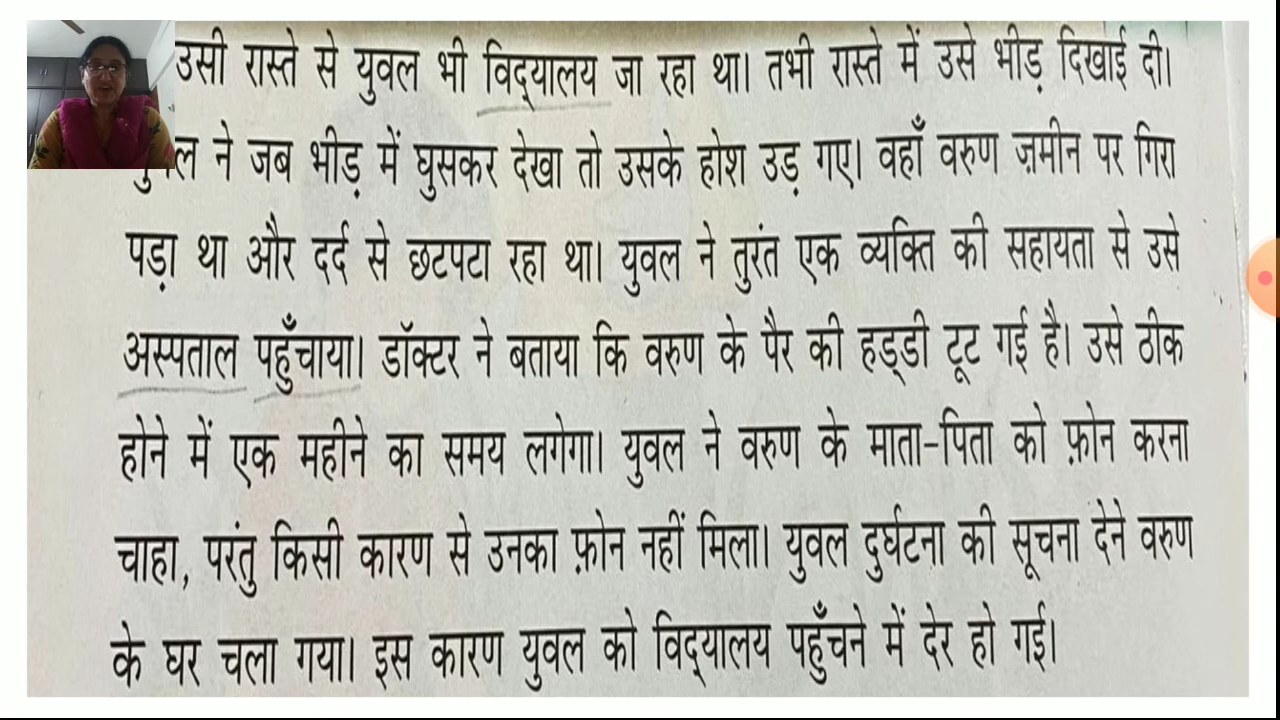 उसी रास्ते से युवल भी विद्‌यालय जा रहा था। तभी रास्ते में उसे भीड़ दिखाई दी।
ने जब भीड़ में घुसकर देखा तो उसके होश उड़ गए। वहाँ वरुण ज़मीन पर गिरा
पड़ा था और दर्द से छटपटा रहा था। युवल ने तुरंत एक व्यक्ति की सहायता से उसे
अस्पताल पहुँचाया। डॉक्टर ने बताया कि वरुण के पैर की हड्‌डी टूट गई है। उसे ठीक
होने में एक महीने का समय लगेगा। युवल ने वरुण के माता-पिता को फ़ोन करना
चाहा, परंतु किसी कारण से उनका फ़ोन नहीं मिला। युवल दुर्घटना की सूचना देने वरुण
के घर चला गया। इस कारण युवल को विद्‌यालय पहुँचने में देर हो गई।